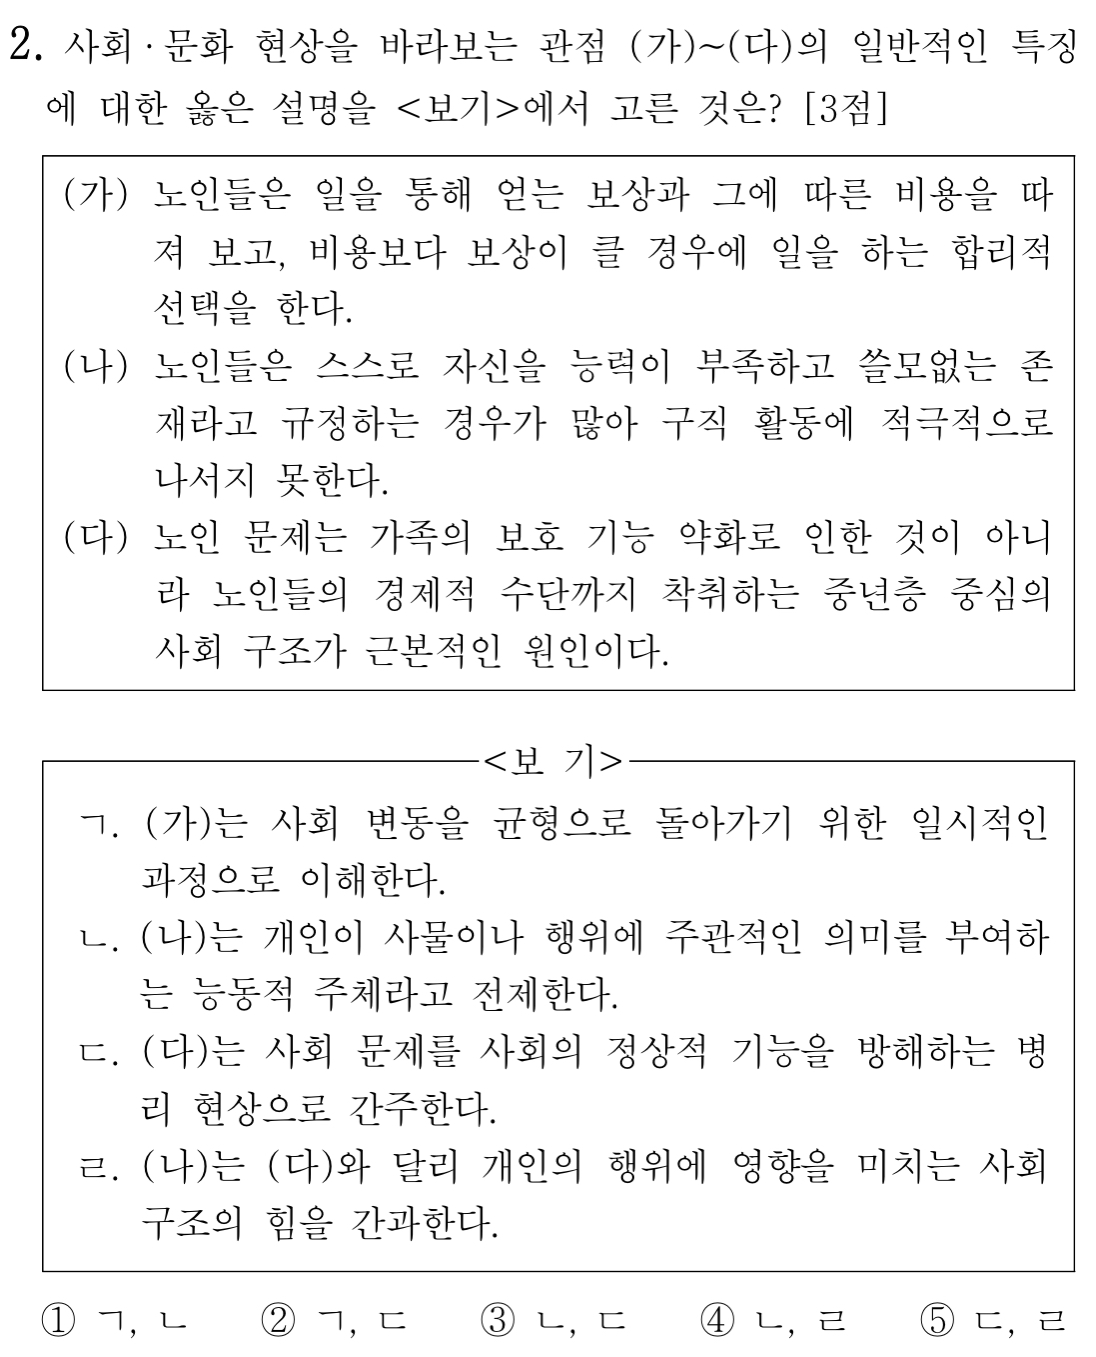 2. 사회·문화 현상을 바라보는 관점 (가)~(다)의 일반적인 특징
에 대한 옳은 설명을 <보기>에서 고른 것은? [3점]
(가) 노인들은 일을 통해 얻는 보상과 그에 따른 비용을 따
져 보고, 비용보다 보상이 클 경우에 일을 하는 합리적
선택을 한다.
(나) 노인들은 스스로 자신을 능력이 부족하고 쓸모없는 존
재라고 규정하는 경우가 많아 구직 활동에 적극적으로
나서지 못한다.
(다) 노인 문제는 가족의 보호 기능 약화로 인한 것이 아니
라 노인들의 경제적 수단까지 착취하는 중년층 중심의
사회 구조가 근본적인 원인이다.
<보 기>
ㄱ. (가)는 사회 변동을 균형으로 돌아가기 위한 일시적인
과정으로 이해한다.
ㄴ. (나)는 개인이 사물이나 행위에 주관적인 의미를 부여하
는 능동적 주체라고 전제한다.
ㄷ. (다)는 사회 문제를 사회의 정상적 기능을 방해하는 병
리 현상으로 간주한다.
ㄹ. (나)는 (다)와 달리 개인의 행위에 영향을 미치는 사회
구조의 힘을 간과한다.
① ㄱ, ㄴ ② ㄱ, ㄷ ③ ㄴ, ㄷ ④ ㄴ, ㄹ ⑤ ㄷ, ㄹ